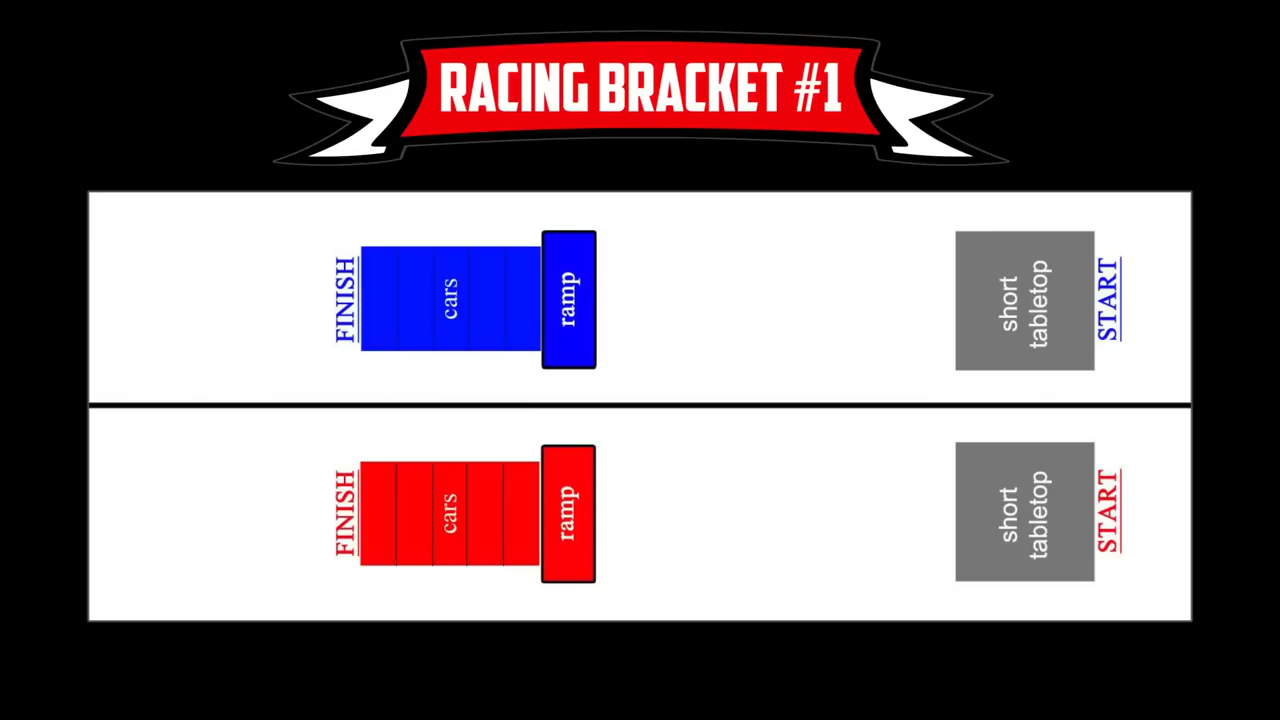 RACING BRACKET #1
FINISH
cars
ramp
short
tabletop
START
FINISH
cars
ramp
short
tabletop
START